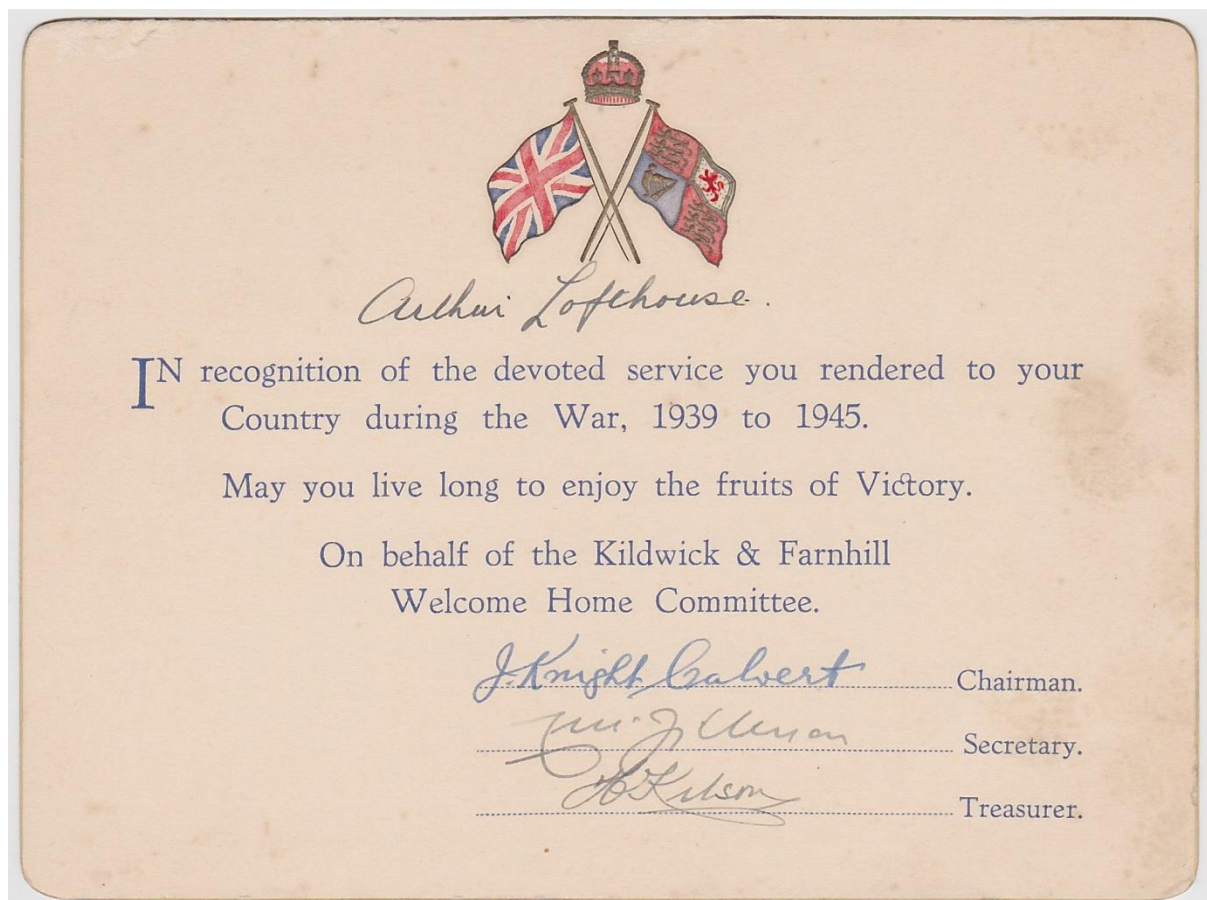 Arthur Lofthouse.
IN recognition of the devoted service you rendered to your
Country during the War, 1939 to 1945.
May you live long to enjoy the fruits of Victory.
On behalf of the Kildwick & Farnhill
Welcome Home Committee.
J. Knight Calvert Chairman.
Secretary.
Treasurer.